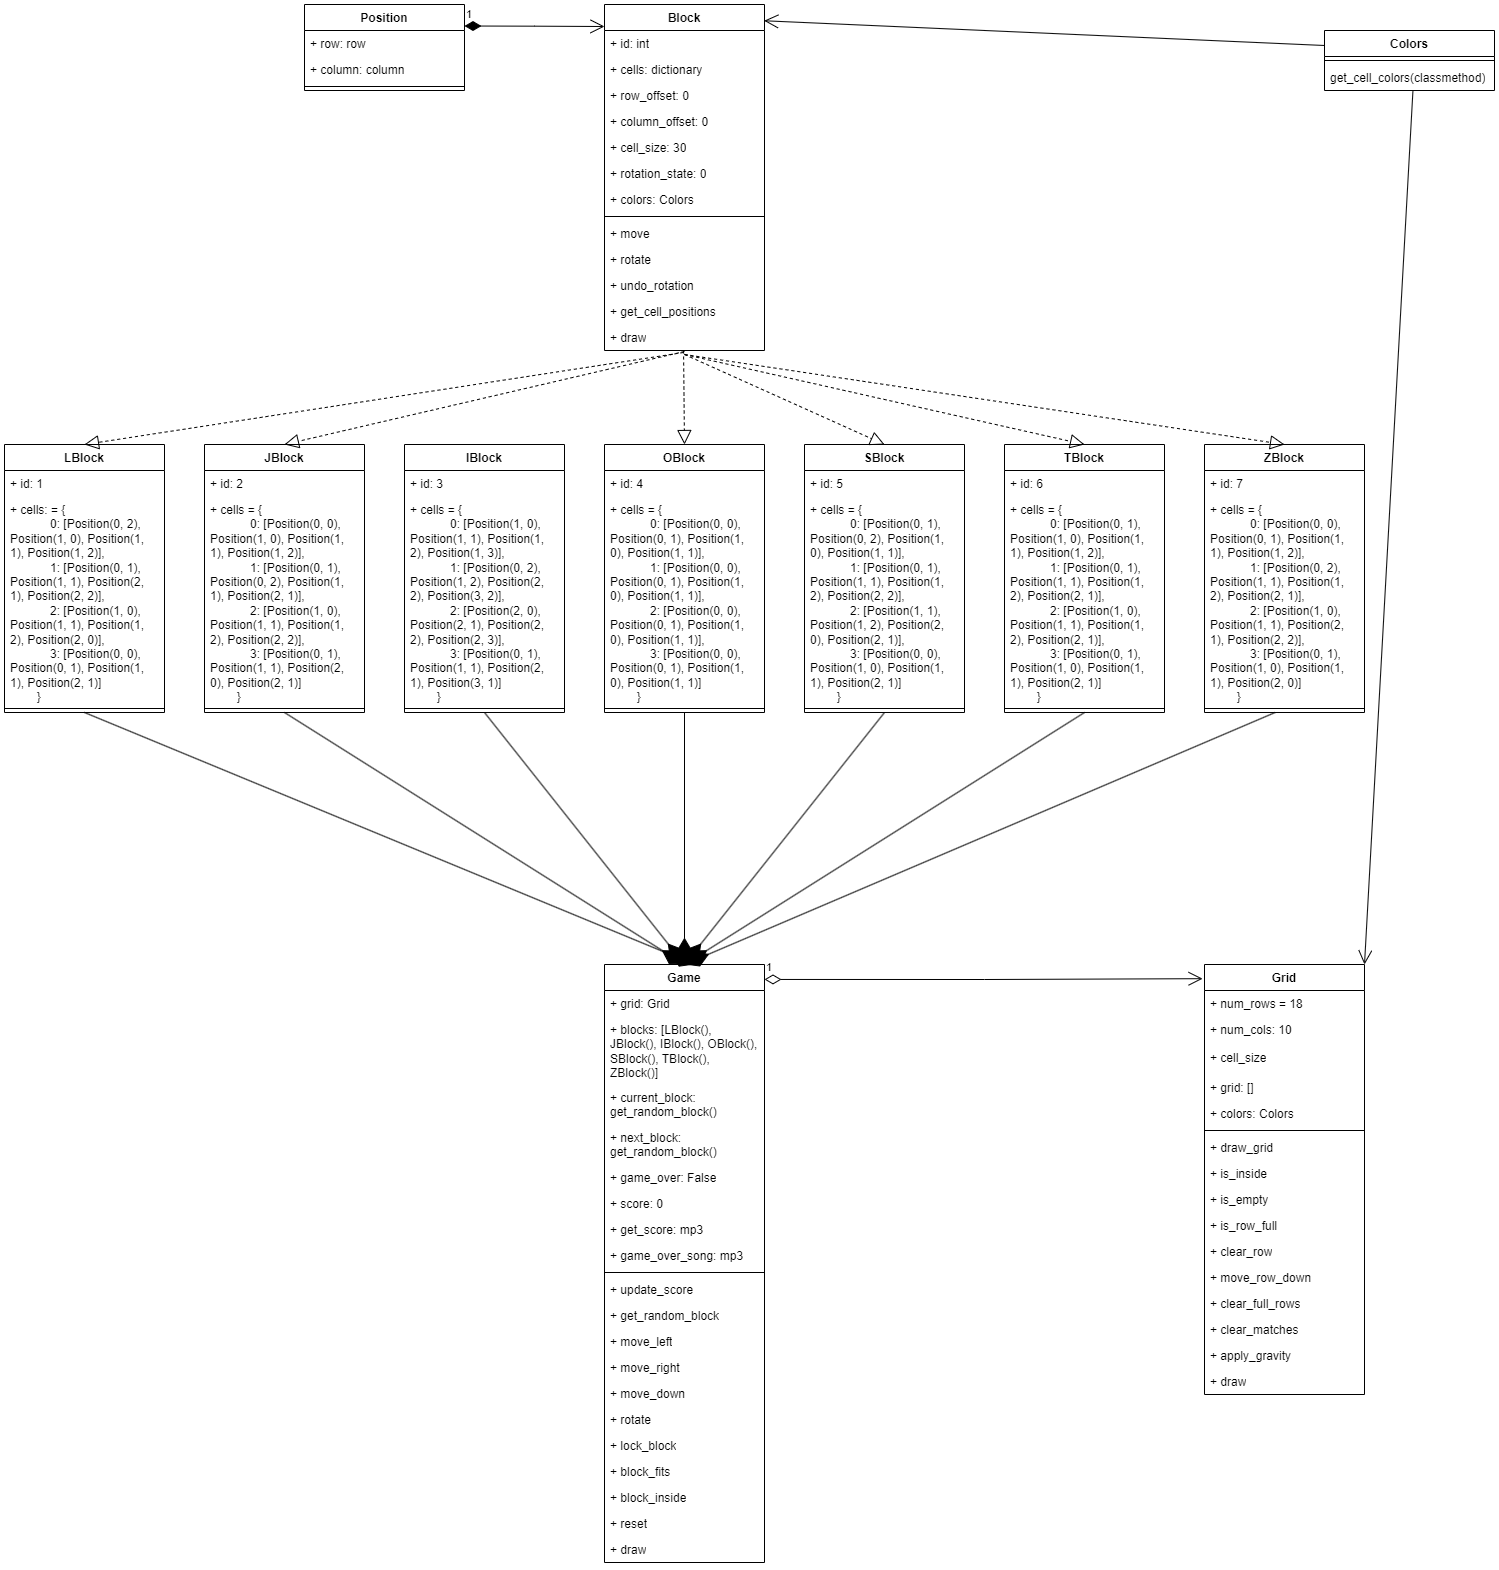 Position
+ row: row
+ column: column
1
Block
+ id: int
+ cells: dictionary
+ row_offset: 0
+ column_offset: 0
+ cell_size: 30
+ rotation_state: 0
+ colors: Colors
+ move
+ rotate
+ undo_rotation
+ get_cell_positions
+ draw
Colors
get_cell_colors(classmethod)
LBlock
+ id: 1
+ cells: = {
0: [Position(0, 2),
Position(1, 0), Position(1,
1), Position(1, 2)],
1: [Position(0, 1),
Position(1, 1), Position(2,
1), Position(2, 2)],
2: [Position(1, 0),
Position(1, 1), Position(1,
2), Position(2, 0)],
3: [Position(0, 0),
Position(0, 1), Position(1,
1), Position(2, 1)]
}
JBlock
+ id: 2
+ cells = {
0: [Position(0, 0),
Position(1, 0), Position(1,
1), Position(1, 2)],
1: [Position(0, 1),
Position(0, 2), Position(1,
1), Position(2, 1)],
2: [Position(1, 0),
Position(1, 1), Position(1,
2), Position(2, 2)],
3: [Position(0, 1),
Position(1, 1), Position(2,
0), Position(2, 1)]
}
IBlock
+ id: 3
+ cells = {
0: [Position(1, 0),
Position(1, 1), Position(1,
2), Position(1, 3)],
1: [Position(0, 2),
Position(1, 2), Position(2,
2), Position(3, 2)],
2: [Position(2, 0),
Position(2, 1), Position(2,
2), Position(2, 3)],
3: [Position(0, 1),
Position(1, 1), Position(2,
1), Position(3, 1)]
}
OBlock
+ id: 4
+ cells = {
0: [Position(0, 0),
Position(0, 1), Position(1,
0), Position(1, 1)],
1: [Position(0, 0),
Position(0, 1), Position(1,
0), Position(1, 1)],
2: [Position(0, 0),
Position(0, 1), Position(1,
0), Position(1, 1)],
3: [Position(0, 0),
Position(0, 1), Position(1,
0), Position(1, 1)]
}
SBlock
+ id: 5
+ cells = {
0: [Position(0, 1),
Position(0, 2), Position(1,
0), Position(1, 1)],
1: [Position(0, 1),
Position(1, 1), Position(1,
2), Position(2, 2)],
2: [Position(1, 1),
Position(1, 2), Position(2,
0), Position(2, 1)],
3: [Position(0, 0),
Position(1, 0), Position(1,
1), Position(2, 1)]
}
TBlock
+ id: 6
+ cells = {
0: [Position(0, 1),
Position(1, 0), Position(1,
1), Position(1, 2)],
1: [Position(0, 1),
Position(1, 1), Position(1,
2), Position(2, 1)],
2: [Position(1, 0),
Position(1, 1), Position(1,
2), Position(2, 1)],
3: [Position(0, 1),
Position(1, 0), Position(1,
1), Position(2, 1)]
}
ZBlock
+ id: 7
+ cells = {
0: [Position(0, 0),
Position(0, 1), Position(1,
1), Position(1, 2)],
1: [Position(0, 2),
Position(1, 1), Position(1,
2), Position(2, 1)],
2: [Position(1, 0),
Position(1, 1), Position(2,
1), Position(2, 2)],
3: [Position(0, 1),
Position(1, 0), Position(1,
1), Position(2, 0)]
}
Game
+ grid: Grid
+ blocks: [LBlock(),
JBlock(), IBlock(), OBlock(),
SBlock(), TBlock(),
ZBlock()]
+ current_block:
get_random_block()
+ next_block:
get_random_block()
+ game_over: False
+ score: 0
+ get_score: mp3
+ game_over_song: mp3
+ update_score
+ get_random_block
+ move_left
+ move_right
+ move_down
+ rotate
+ lock_block
+ block_fits
+ block_inside
+ reset
+ draw
1
Grid
+ num_rows = 18
+ num_cols: 10
+ cell_size
+ grid: []
+ colors: Colors
+ draw_grid
+ is_inside
+ is_empty
+ is_row_full
+ clear_row
+ move_row_down
+ clear_full_rows
+ clear_matches
+ apply_gravity
+ draw